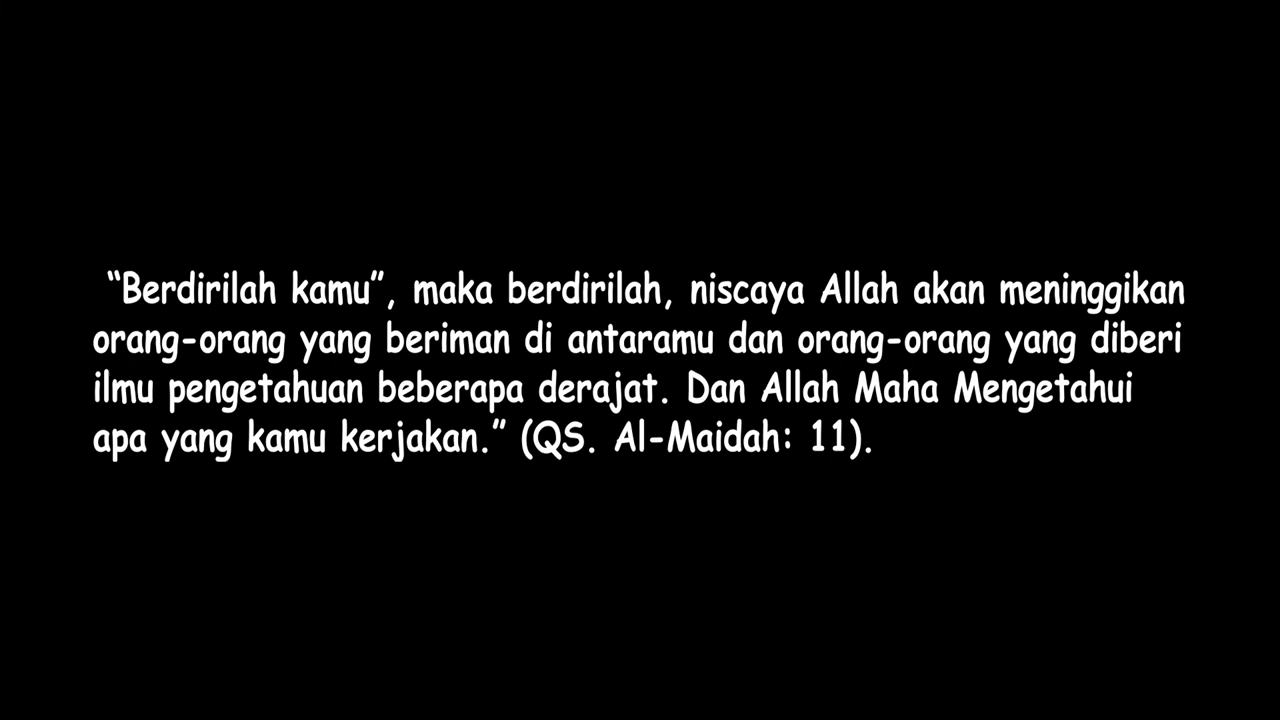 “Berdirilah kamu”, maka berdirilah, niscaya Allah akan meninggikan
orang-orang yang beriman di antaramu dan orang-orang yang diberi
ilmu pengetahuan beberapa derajat. Dan Allah Maha Mengetahui
apa yang kamu kerjakan.” (QS. Al-Maidah: 11).